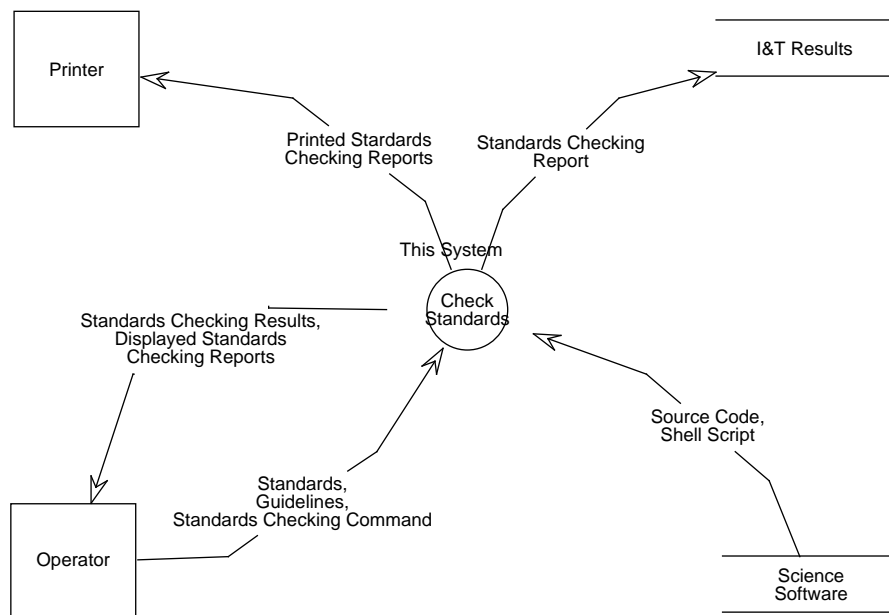 Printer
I&T Results
Printed Stardards
Checking Reports
Standards Checking
Report
This System
Check
Standards
Standards Checking Results,
Displayed Standards
Checking Reports
Source Code,
Shell Script
Standards,
Guidelines,
Standards Checking Command
Operator
Science
Software